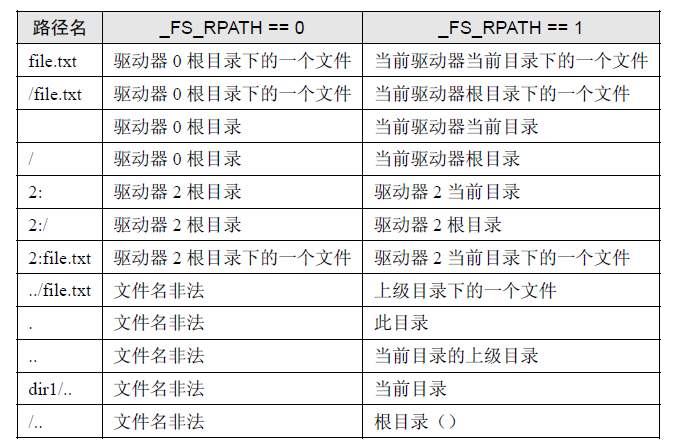 路径名 _FS_RPATH == 0 _FS_RPATH == 1
file.txt 驱动器 0 根目录下的一个文件 当前驱动器当前目录下的一个文件
/file.txt 驱动器 0 根目录下的一个文件 当前驱动器根目录下的一个文件
驱动器 0 根目录 当前驱动器当前目录
/ 驱动器 0 根目录 当前驱动器根目录
2: 驱动器 2 根目录 驱动器 2 当前目录
2:/ 驱动器 2 根目录 驱动器 2 根目录
2:file.txt 驱动器 2 根目录下的一个文件 驱动器 2 当前目录下的一个文件
../file.txt 文件名非法 上级目录下的一个文件
. 文件名非法 此目录
.. 文件名非法 当前目录的上级目录
dir1/.. 文件名非法 当前目录
/.. 文件名非法 根目录（）